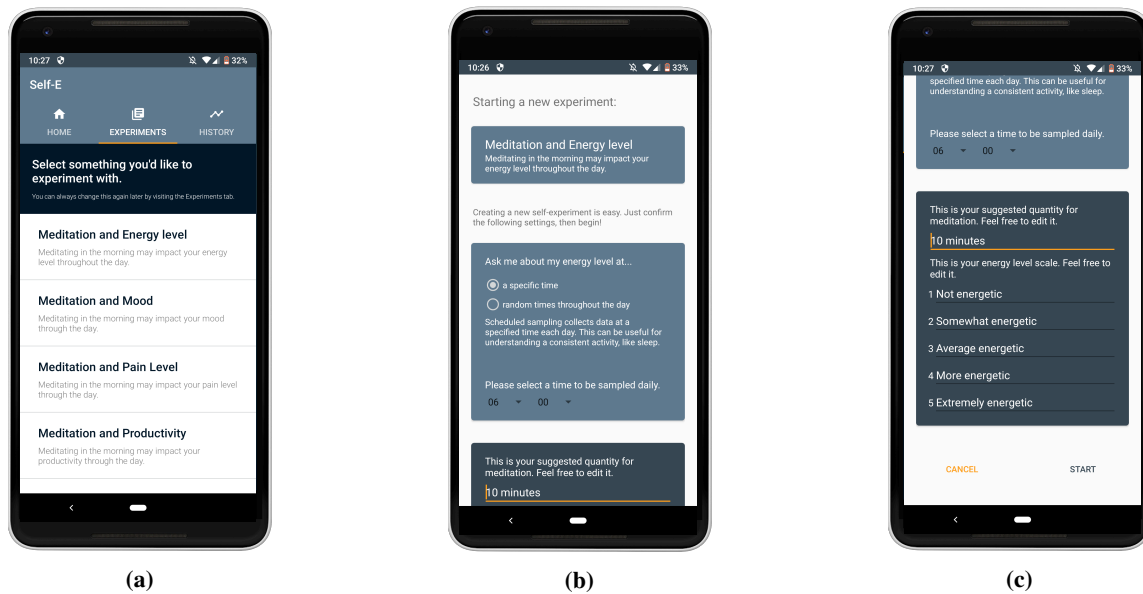 10:27 32%
Self-E
HOME EXPERIMENTS HISTORY
Select something you'd like to
experiment with.
You can always change this again later by visiting the Experiments tab.
Meditation and Energy level
Meditating in the morning may impact your energy
level throughout the day.
Meditation and Mood
Meditating in the morning may impact your mood
through the day.
Meditation and Pain Level
Meditating in the morning may impact your pain level
through the day.
Meditation and Productivity
Meditating in the morning may impact your
productivity through the day.
(a)
10:26 33%
Starting a new experiment:
Meditation and Energy level
Meditating in the morning may impact your
energy level throughout the day.
Creating a new self-experiment is easy. Just confirm
the following settings, then begin!
Ask me about my energy level at...
a specific time
random times throughout the day
Scheduled sampling collects data at a
specified time each day. This can be useful for
understanding a consistent activity, like sleep.
Please select a time to be sampled daily.
06 00
This is your suggested quantity for
meditation. Feel free to edit it.
10 minutes
(b)
10:27 33%
specified time each day. This can be useful for
understanding a consistent activity, like sleep.
Please select a time to be sampled daily.
06 00
This is your suggested quantity for
meditation. Feel free to edit it.
10 minutes
This is your energy level scale. Feel free to
edit it.
1 Not energetic
2 Somewhat energetic
3 Average energetic
4 More energetic
5 Extremely energetic
CANCEL START
(c)